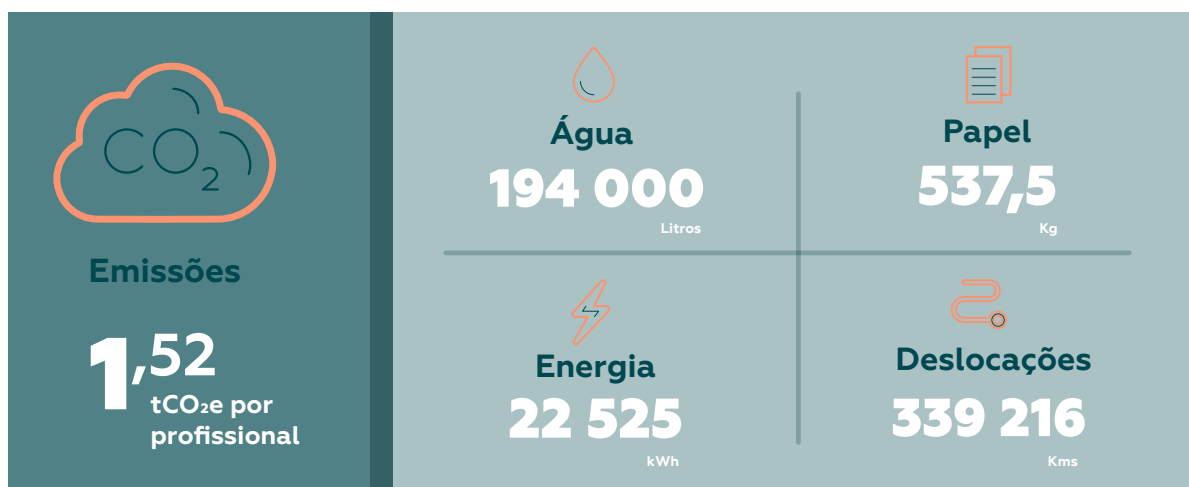 CO₂
Emissões
1,52
tCO₂e por
profissional
Água
194 000
Litros
Papel
537,5
Kg
Energia
22 525
kWh
Deslocações
339 216
Kms